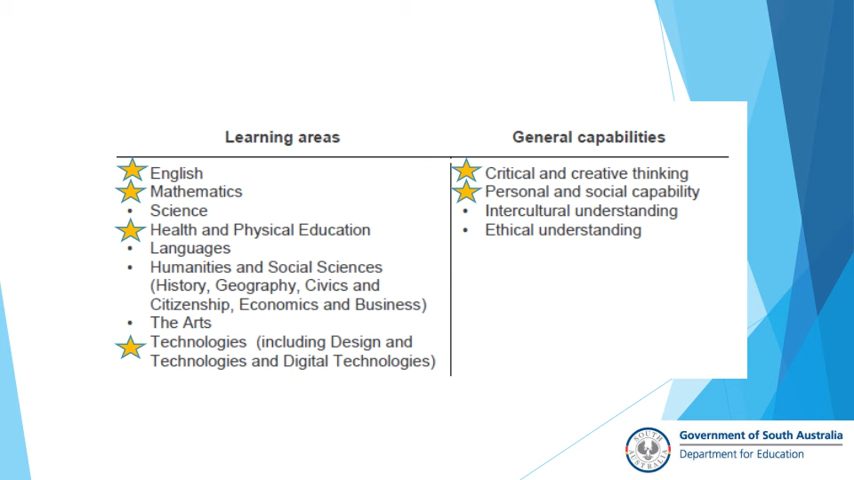 Learning areas
General capabilities
English
Mathematics
• Science
Health and Physical Education
• Languages
• Humanities and Social Sciences
(History, Geography, Civics and
Citizenship, Economics and Business)
• The Arts
Technologies (including Design and
Technologies and Digital Technologies)
Critical and creative thinking
Personal and social capability
• Intercultural understanding
• Ethical understanding
SOUTH AUSTRALIA
Government of South Australia
Department for Education